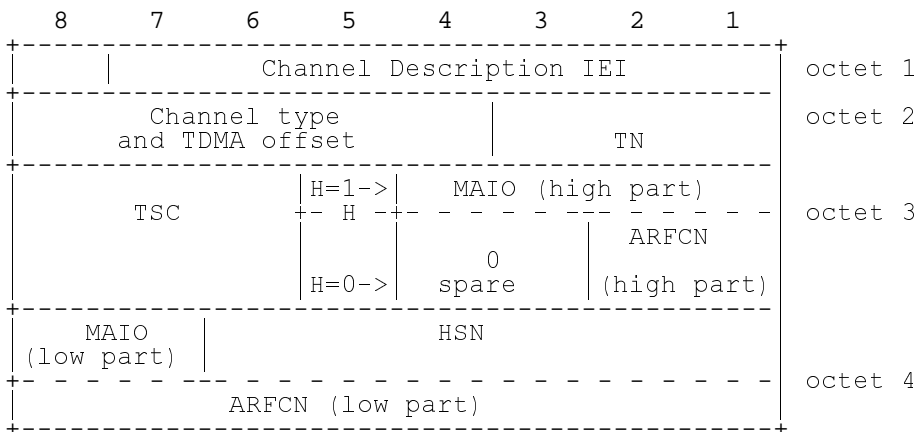 8 7 6 5 4 3 2 1
Channel Description IEI octet 1
Channel type octet 2
and TDMA offset TN
H=1-> MAIO (high part)
TSC H octet 3
ARFCN
0
H=0-> spare (high part)
MAIO HSN
(low part)
octet 4
ARFCN (low part)